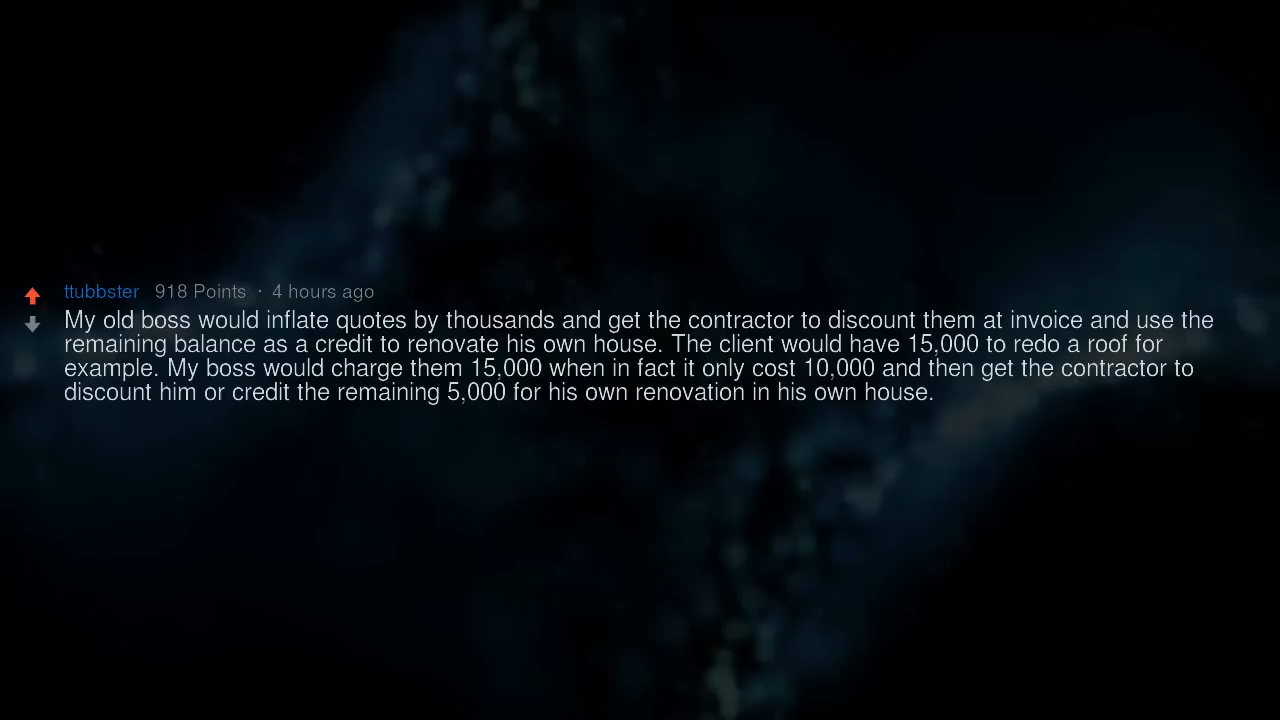 ttubbster 918 Points · 4 hours ago
My old boss would inflate quotes by thousands and get the contractor to discount them at invoice and use the
remaining balance as a credit to renovate his own house. The client would have 15,000 to redo a roof for
example. My boss would charge them 15,000 when in fact it only cost 10,000 and then get the contractor to
discount him or credit the remaining 5,000 for his own renovation in his own house.